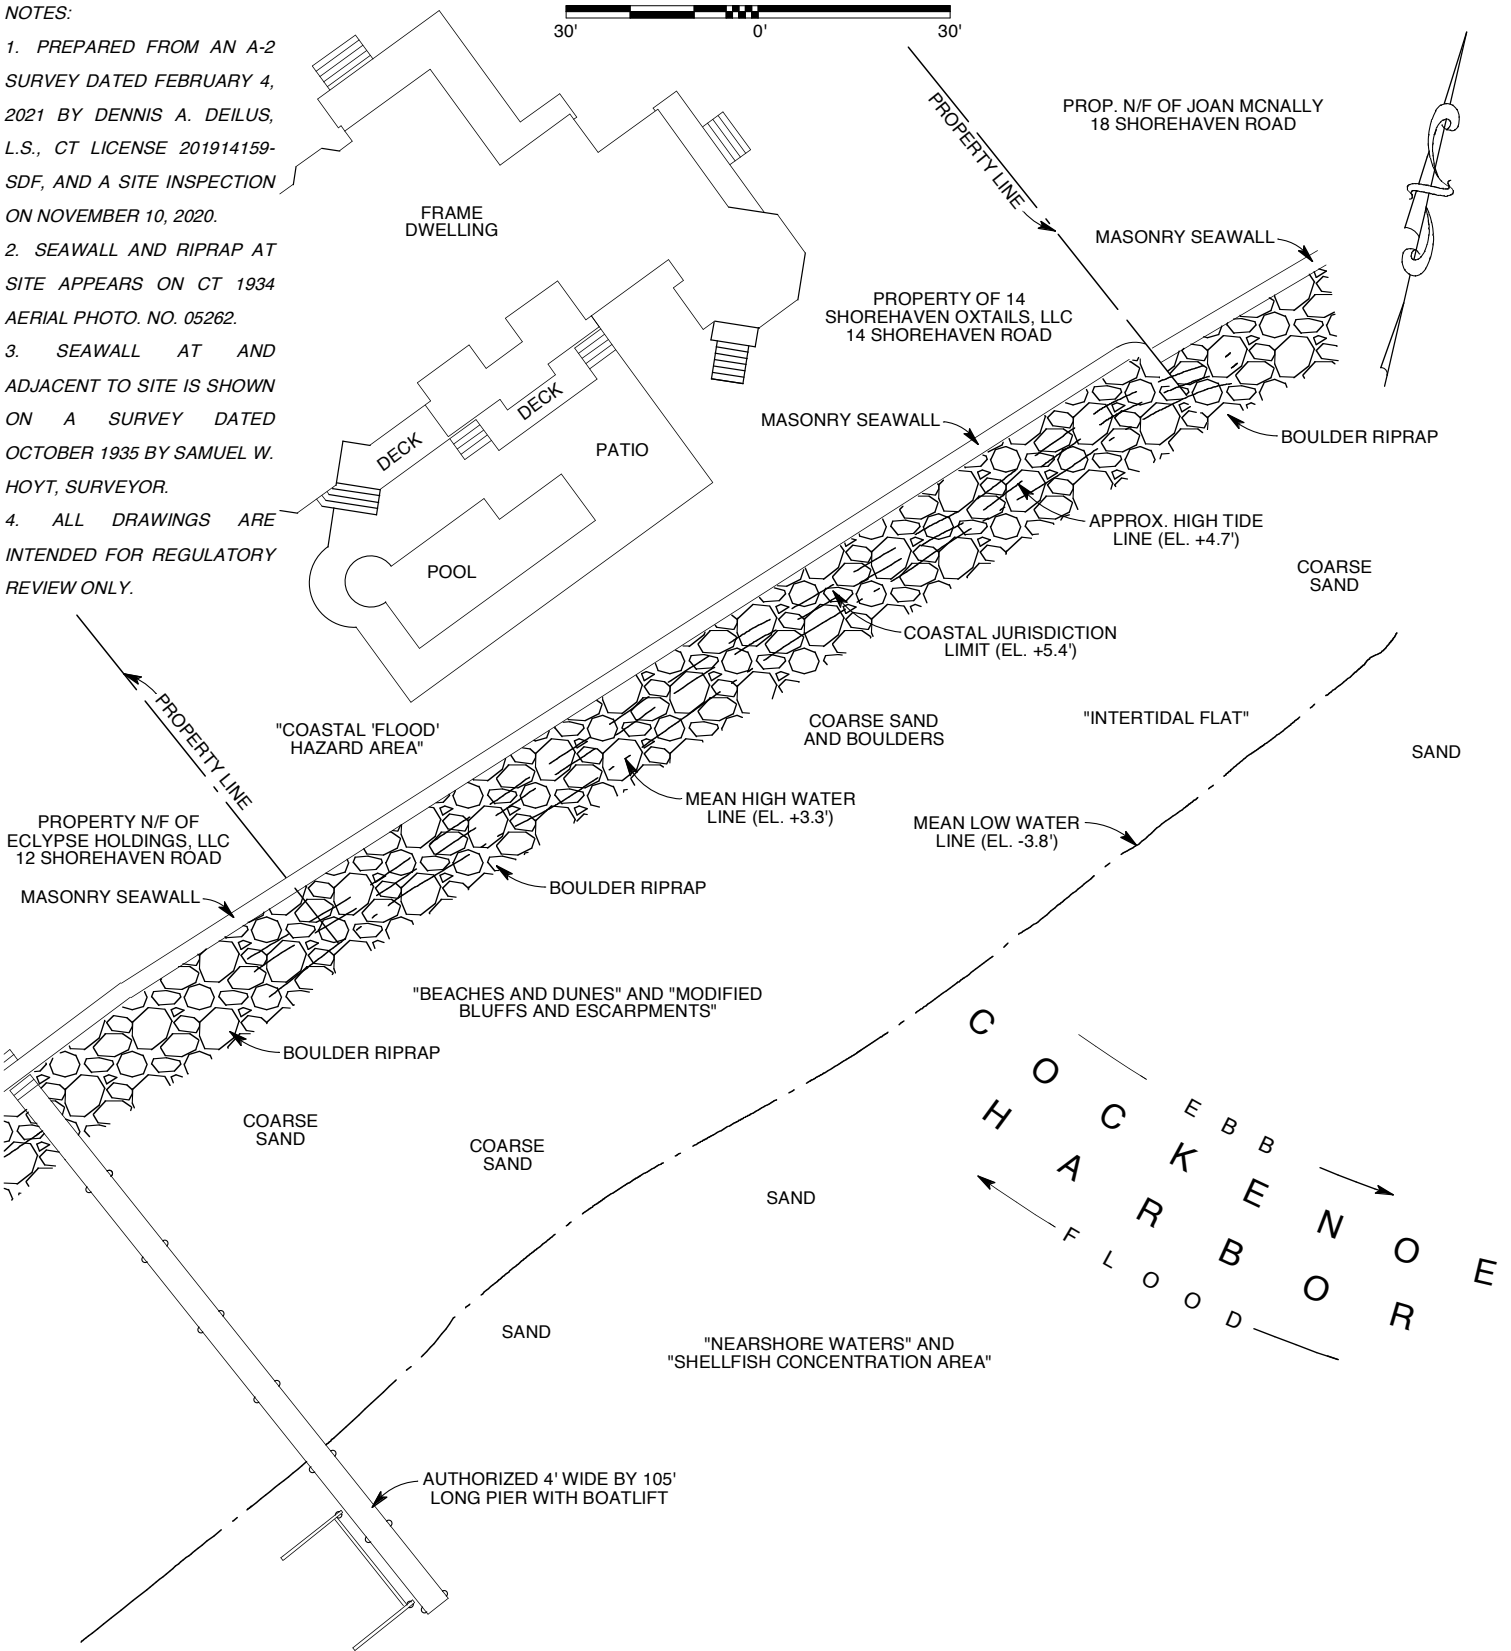 NOTES:
1. PREPARED FROM AN A-2
SURVEY DATED FEBRUARY 4,
2021 BY DENNIS A. DEILUS,
L.S., CT LICENSE 201914159-
SDF, AND A SITE INSPECTION
ON NOVEMBER 10, 2020.
2. SEAWALL AND RIPRAP AT
SITE APPEARS ON CT 1934
AERIAL PHOTO. NO. 05262.
3. SEAWALL AT AND
ADJACENT TO SITE IS SHOWN
ON A SURVEY DATED
OCTOBER 1935 BY SAMUEL W.
HOYT, SURVEYOR.
4. ALL DRAWINGS ARE
INTENDED FOR REGULATORY
REVIEW ONLY.
30' 0' 30'
PROPERTY LINE
PROP. N/F OF JOAN MCNALLY
18 SHOREHAVEN ROAD
FRAME
DWELLING
MASONRY SEAWALL
PROPERTY OF 14
SHOREHAVEN OXTAILS, LLC
14 SHOREHAVEN ROAD
MASONRY SEAWALL
BOULDER RIPRAP
DECK
DECK
PATIO
POOL
APPROX. HIGH TIDE
LINE (EL. +4.7')
COARSE
SAND
COASTAL JURISDICTION
LIMIT (EL. +5.4')
PROPERTY LINE
"COASTAL 'FLOOD'
HAZARD AREA"
COARSE SAND
AND BOULDERS
"INTERTIDAL FLAT"
SAND
MEAN HIGH WATER
LINE (EL. +3.3')
MEAN LOW WATER
LINE (EL. -3.8')
PROPERTY N/F OF
ECLYPSE HOLDINGS, LLC
12 SHOREHAVEN ROAD
MASONRY SEAWALL
BOULDER RIPRAP
"BEACHES AND DUNES" AND "MODIFIED
BLUFFS AND ESCARPMENTS"
BOULDER RIPRAP
COARSE
SAND
COARSE
SAND
SAND
EBB
COCKENOE
HARBOR
FLOOD
SAND
"NEARSHORE WATERS" AND
"SHELLFISH CONCENTRATION AREA"
AUTHORIZED 4' WIDE BY 105'
LONG PIER WITH BOATLIFT